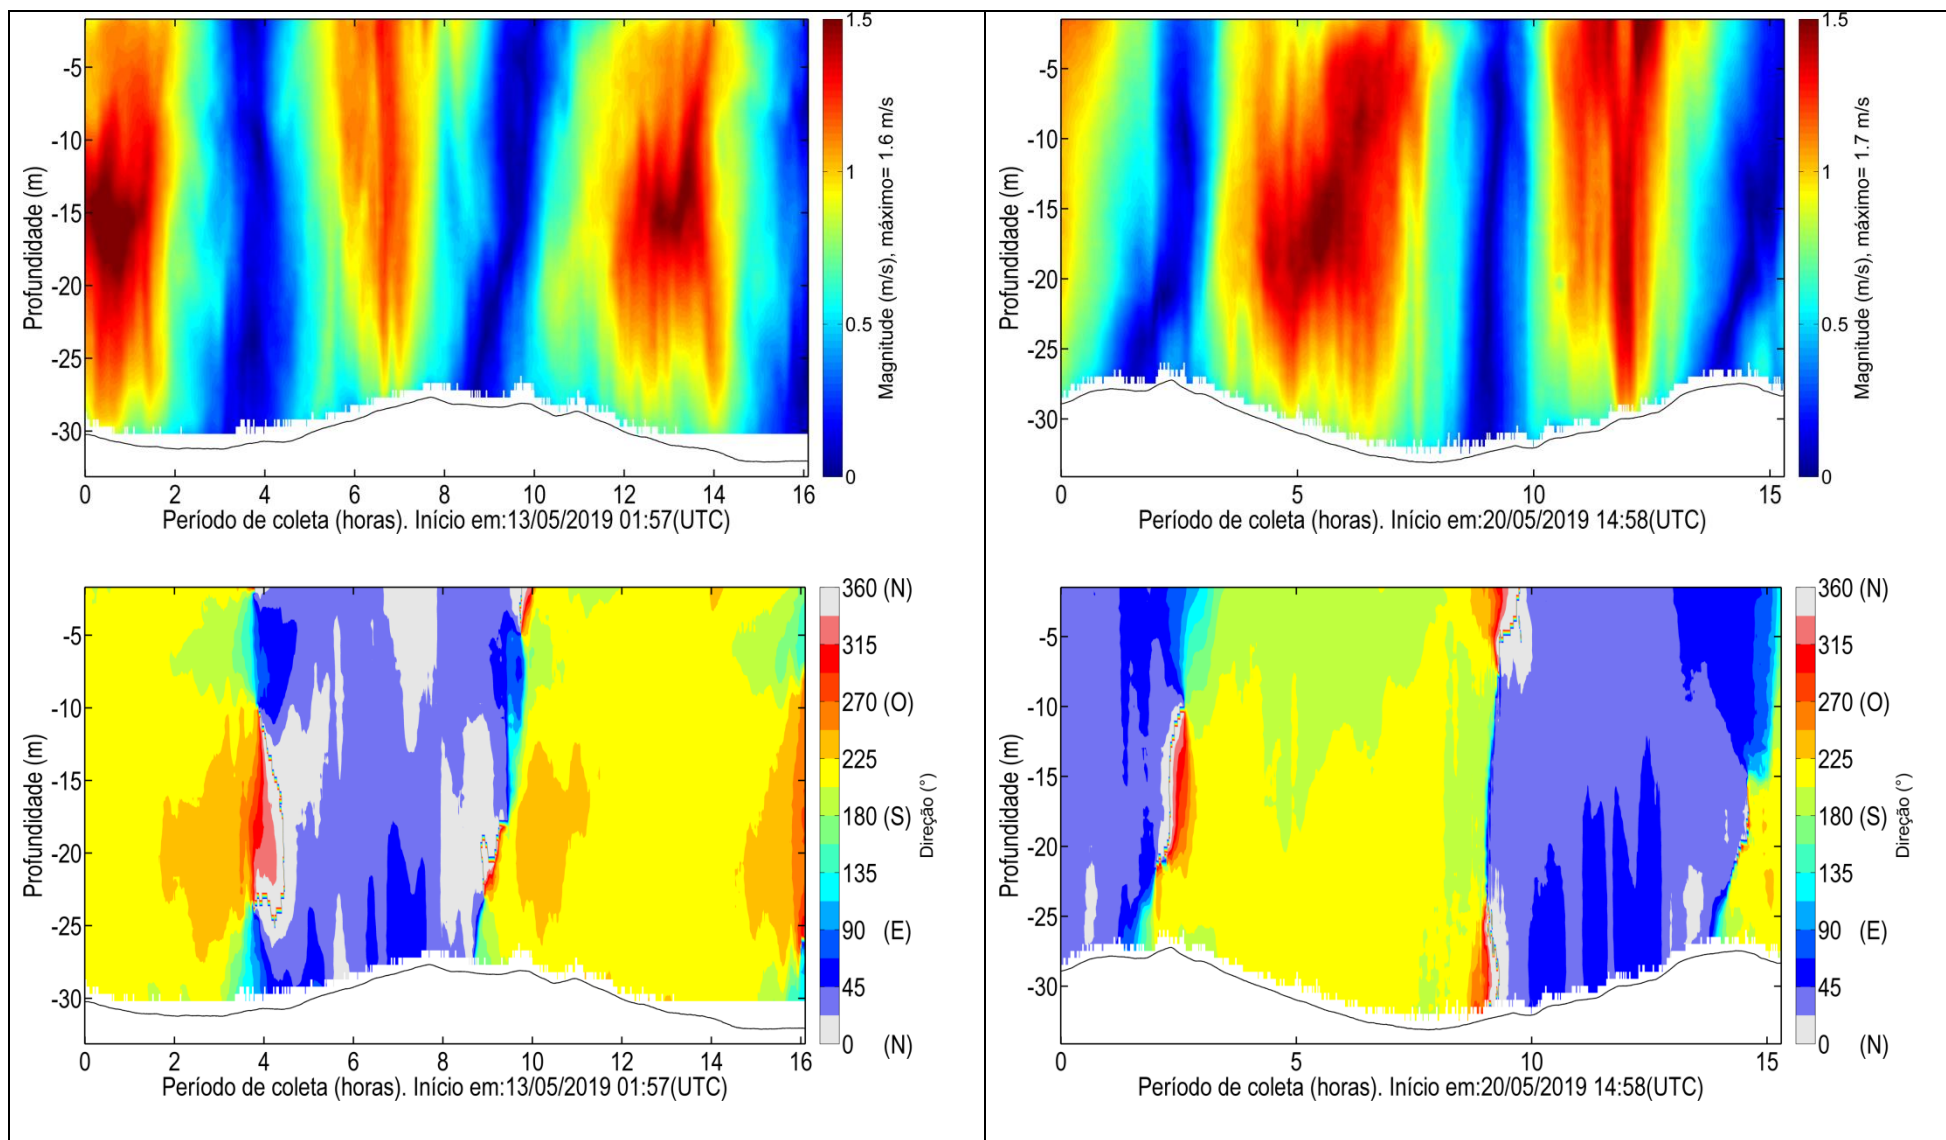 1.5
1
0.5
0
Magnitude (m/s), máximo= 1.6 m/s
-5
-10
-15
-20
-25
-30
Profundidade (m)
0 2 4 6 8 10 12 14 16
Período de coleta (horas). Início em:13/05/2019 01:57(UTC)
1.5
1
0.5
0
Magnitude (m/s), máximo= 1.7 m/s
-5
-10
-15
-20
-25
-30
Profundidade (m)
0 5 10 15
Período de coleta (horas). Início em:20/05/2019 14:58(UTC)
360 (N)
315
270 (O)
225
180 (S)
135
90 (E)
45
0 (N)
Direção (°)
-5
-10
-15
-20
-25
-30
Profundidade (m)
0 2 4 6 8 10 12 14 16
Período de coleta (horas). Início em:13/05/2019 01:57(UTC)
360 (N)
315
270 (O)
225
180 (S)
135
90 (E)
45
0 (N)
Direção (°)
-5
-10
-15
-20
-25
-30
Profundidade (m)
0 5 10 15
Período de coleta (horas). Início em:20/05/2019 14:58(UTC)